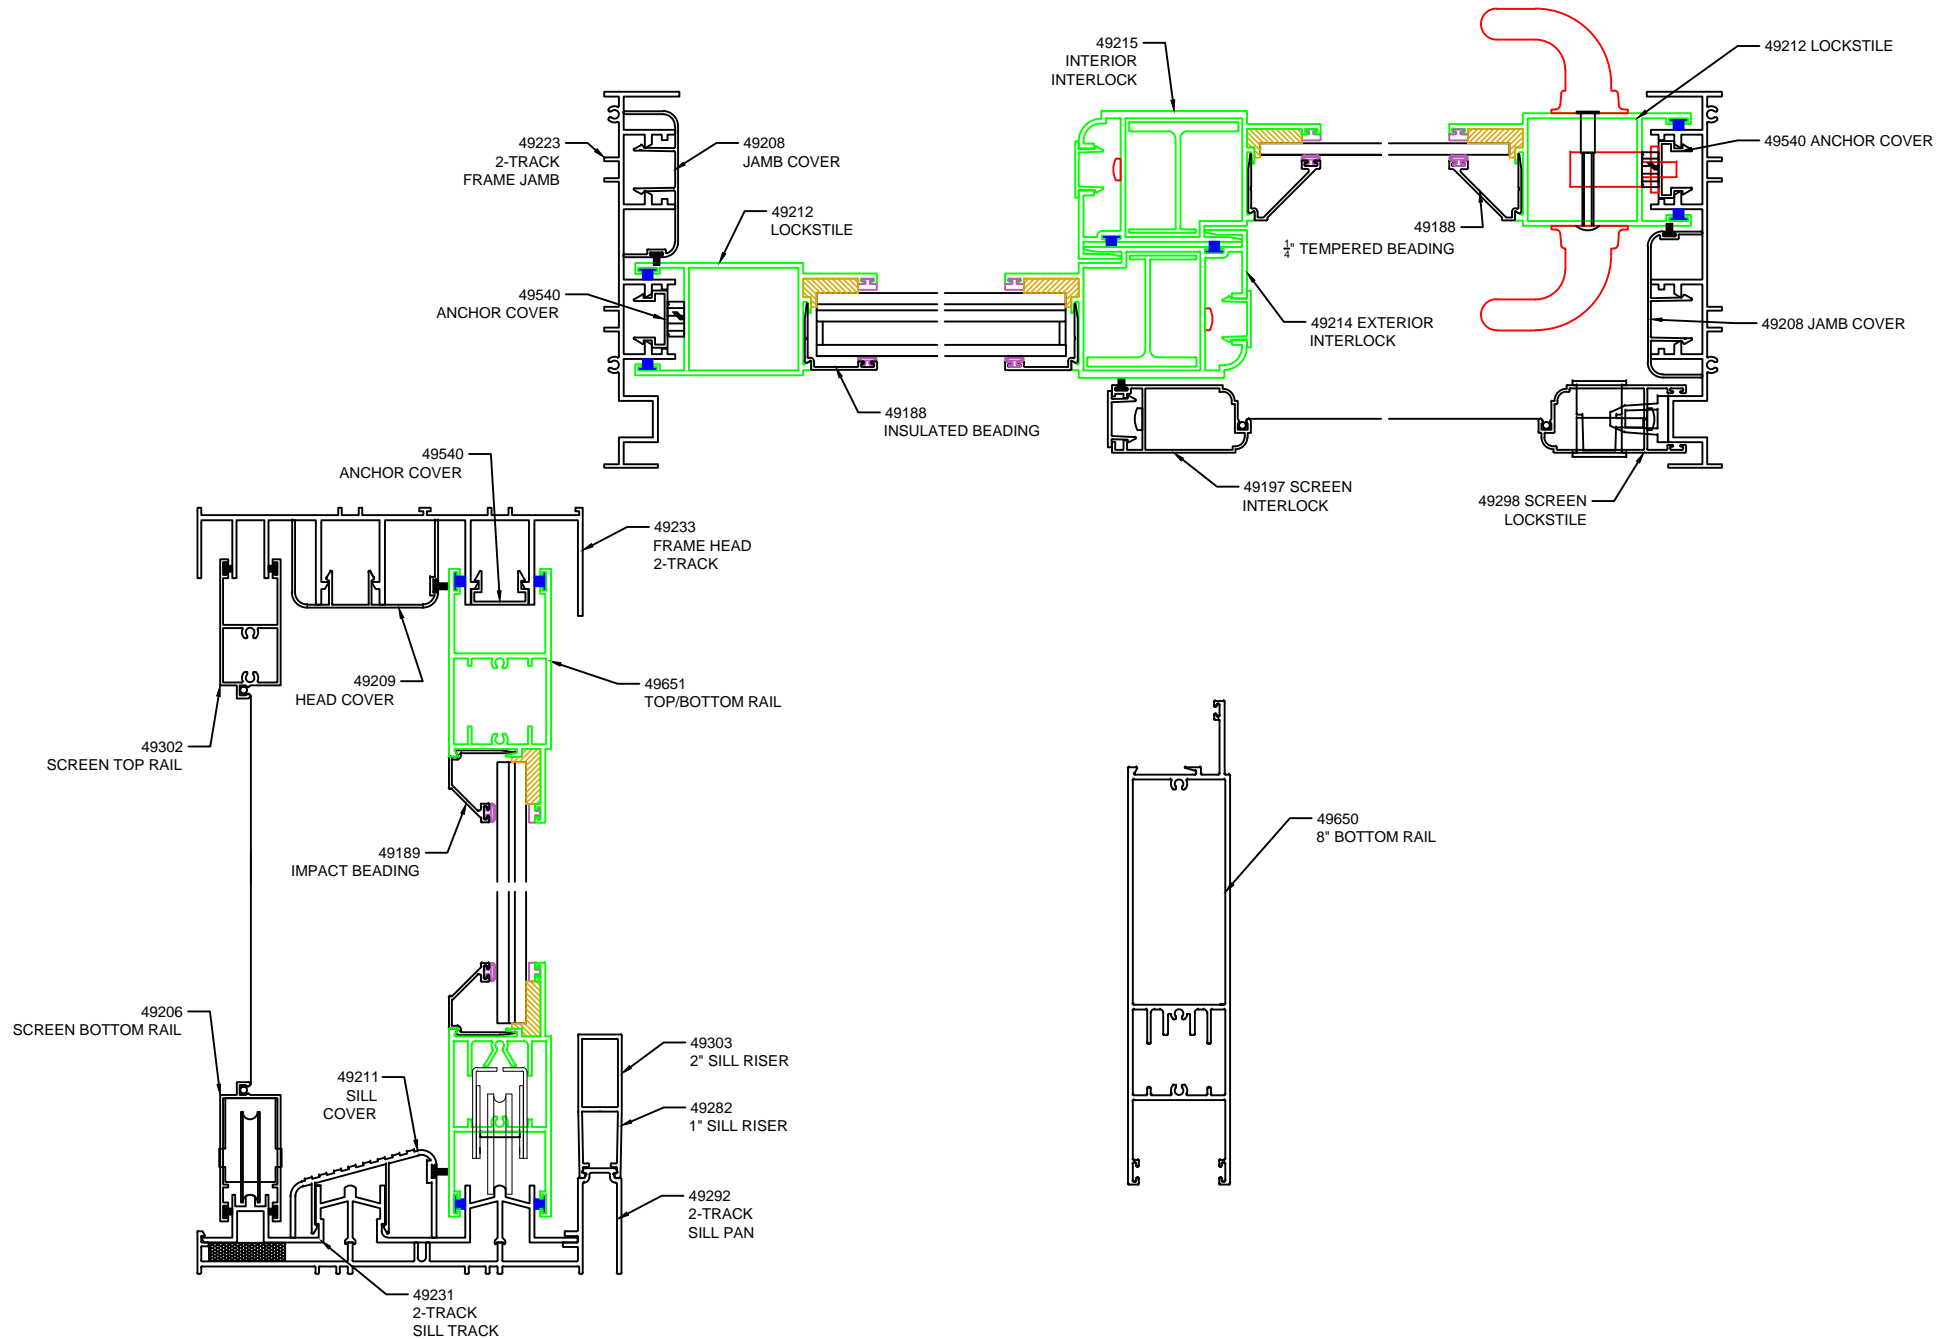 49215
INTERIOR
INTERLOCK
49212 LOCKSTILE
49223
2-TRACK
FRAME JAMB
49208
JAMB COVER
49540 ANCHOR COVER
49212
LOCKSTILE
49188
1/4" TEMPERED BEADING
49540
ANCHOR COVER
49214 EXTERIOR
INTERLOCK
49208 JAMB COVER
49188
INSULATED BEADING
49540
ANCHOR COVER
49197 SCREEN
INTERLOCK
49298 SCREEN
LOCKSTILE
49233
FRAME HEAD
2-TRACK
49209
HEAD COVER
49651
TOP/BOTTOM RAIL
49302
SCREEN TOP RAIL
49650
8" BOTTOM RAIL
49189
IMPACT BEADING
49206
SCREEN BOTTOM RAIL
49303
2" SILL RISER
49211
SILL
COVER
49282
1" SILL RISER
49292
2-TRACK
SILL PAN
49231
2-TRACK
SILL TRACK